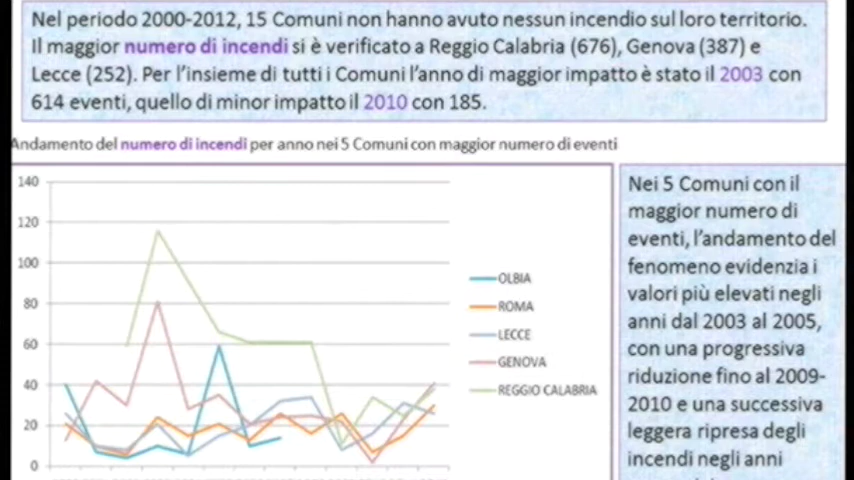 Nel periodo 2000-2012, 15 Comuni non hanno avuto nessun incendio sul loro territorio.
Il maggior numero di incendi si è verificato a Reggio Calabria (676), Genova (387) e
Lecce (252). Per l'insieme di tutti i Comuni l'anno di maggior impatto è stato il 2003 con
614 eventi, quello di minor impatto il 2010 con 185.
Andamento del numero di incendi per anno nei 5 Comuni con maggior numero di eventi
140
120
100
80
60
40
20
0
OLBIA
ROMA
LECCE
GENOVA
REGGIO CALABRIA
Nei 5 Comuni con il
maggior numero di
eventi, l'andamento del
fenomeno evidenzia i
valori più elevati negli
anni dal 2003 al 2005,
con una progressiva
riduzione fino al 2009-
2010 e una successiva
leggera ripresa degli
incendi negli anni